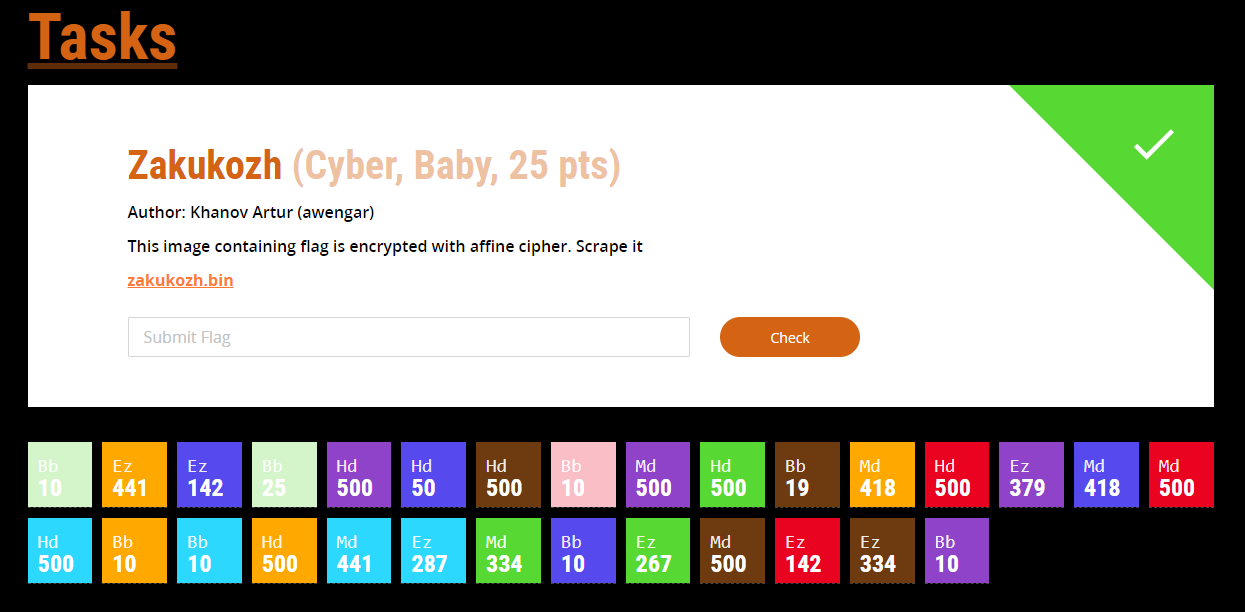 Tasks
Zakukozh (Cyber, Baby, 25 pts)
Author: Khanov Artur (awengar)
This image containing flag is encrypted with affine cipher. Scrape it
zakukozh.bin
Submit Flag Check
Bb Ez Ez Bb Hd Hd Hd Bb Md Hd Bb Md Hd Ez Md Md
10 441 142 25 500 50 500 10 500 500 19 418 500 379 418 500
Hd Bb Bb Hd Md Ez Md Bb Ez Md Ez Ez Bb
500 10 10 500 441 287 334 10 267 500 142 334 10